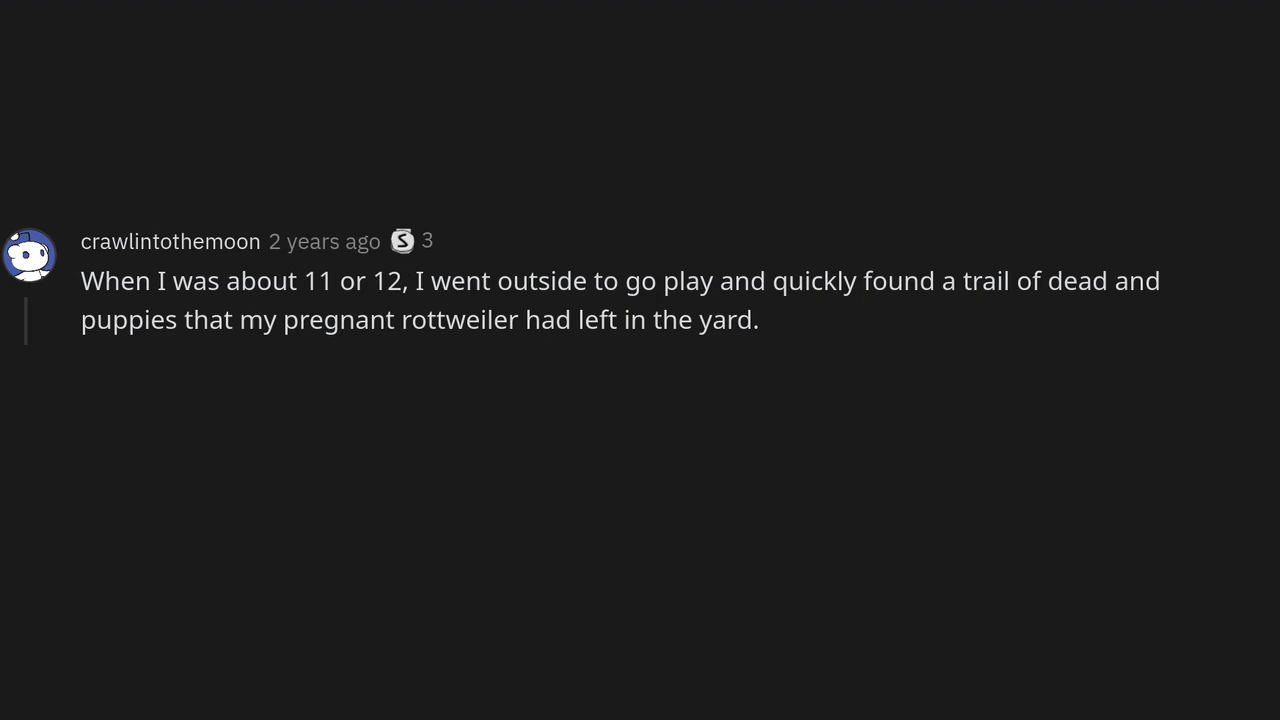 crawlintothemoon 2 years ago S 3
When I was about 11 or 12, I went outside to go play and quickly found a trail of dead and
puppies that my pregnant rottweiler had left in the yard.